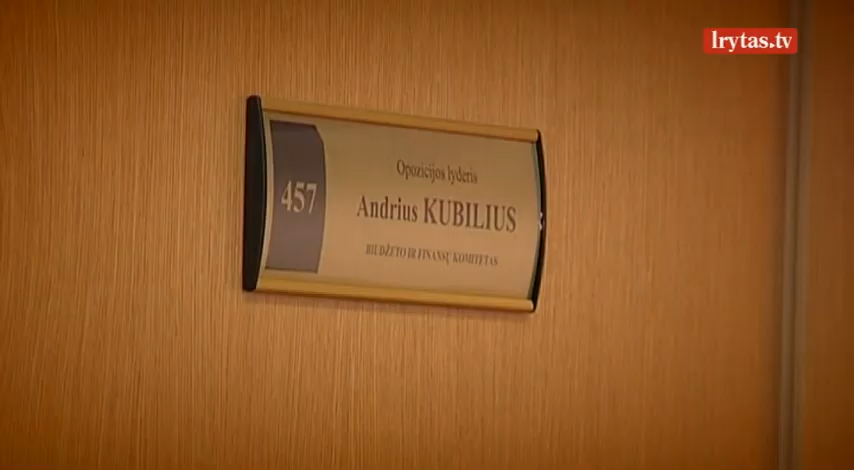 lrytas.tv
457
Opozicijos lyderis
Andrius KUBILIUS
BIUDŽETO IR FINANSŲ KOMITETAS